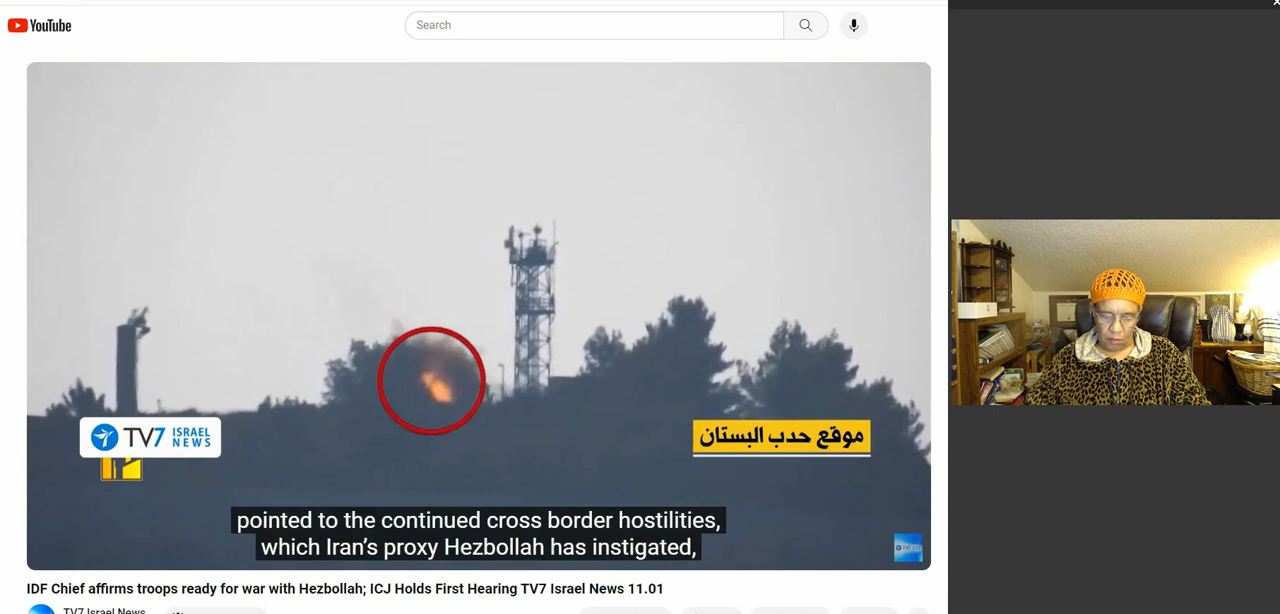 YouTube
Search
TV7 ISRAEL
NEWS
موقع حدب البستان
pointed to the continued cross border hostilities,
which Iran's proxy Hezbollah has instigated,
IDF Chief affirms troops ready for war with Hezbollah; ICJ Holds First Hearing TV7 Israel News 11.01
TV7 Israel News